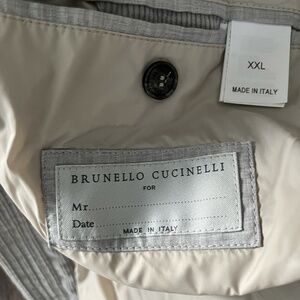 XXL
MADE IN ITALY
BRUNELLO CUCINELLI
FOR
Mr.
Date
MADE IN ITALY